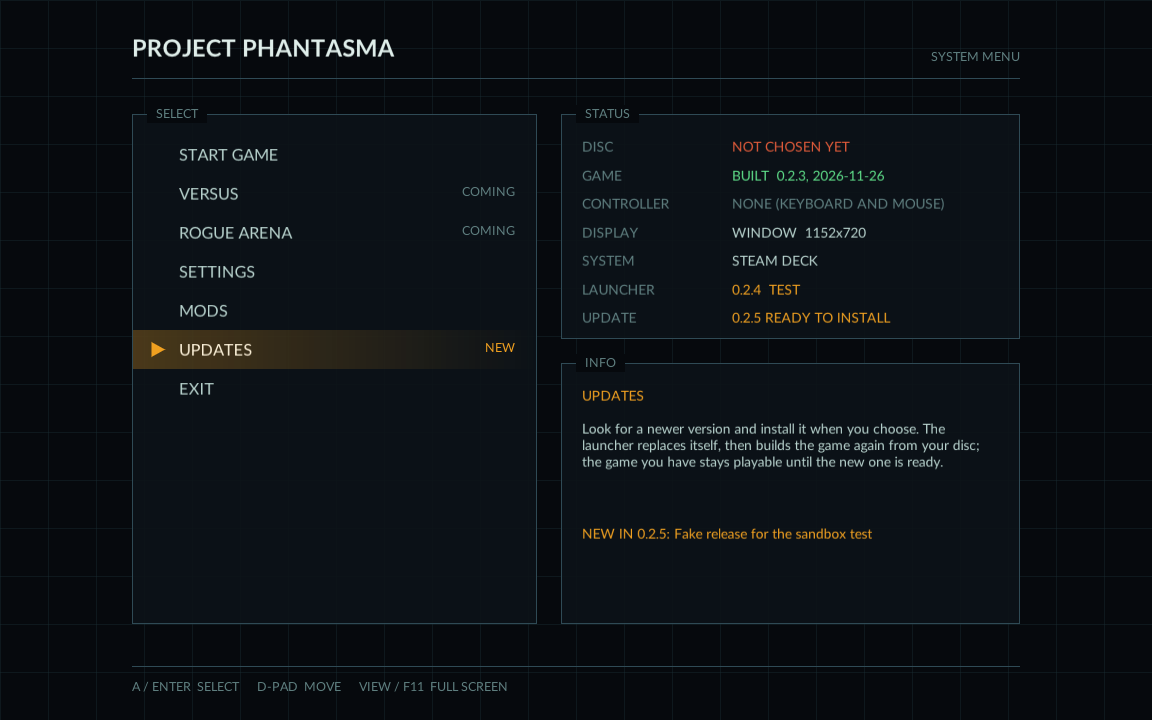 PROJECT PHANTASMA
SYSTEM MENU
SELECT
START GAME
VERSUS COMING
ROGUE ARENA COMING
SETTINGS
MODS
UPDATES NEW
EXIT
STATUS
DISC NOT CHOSEN YET
GAME BUILT 0.2.3, 2026-11-26
CONTROLLER NONE (KEYBOARD AND MOUSE)
DISPLAY WINDOW 1152x720
SYSTEM STEAM DECK
LAUNCHER 0.2.4 TEST
UPDATE 0.2.5 READY TO INSTALL
INFO
UPDATES
Look for a newer version and install it when you choose. The
launcher replaces itself, then builds the game again from your disc;
the game you have stays playable until the new one is ready.
NEW IN 0.2.5: Fake release for the sandbox test
A / ENTER SELECT D-PAD MOVE VIEW / F11 FULL SCREEN